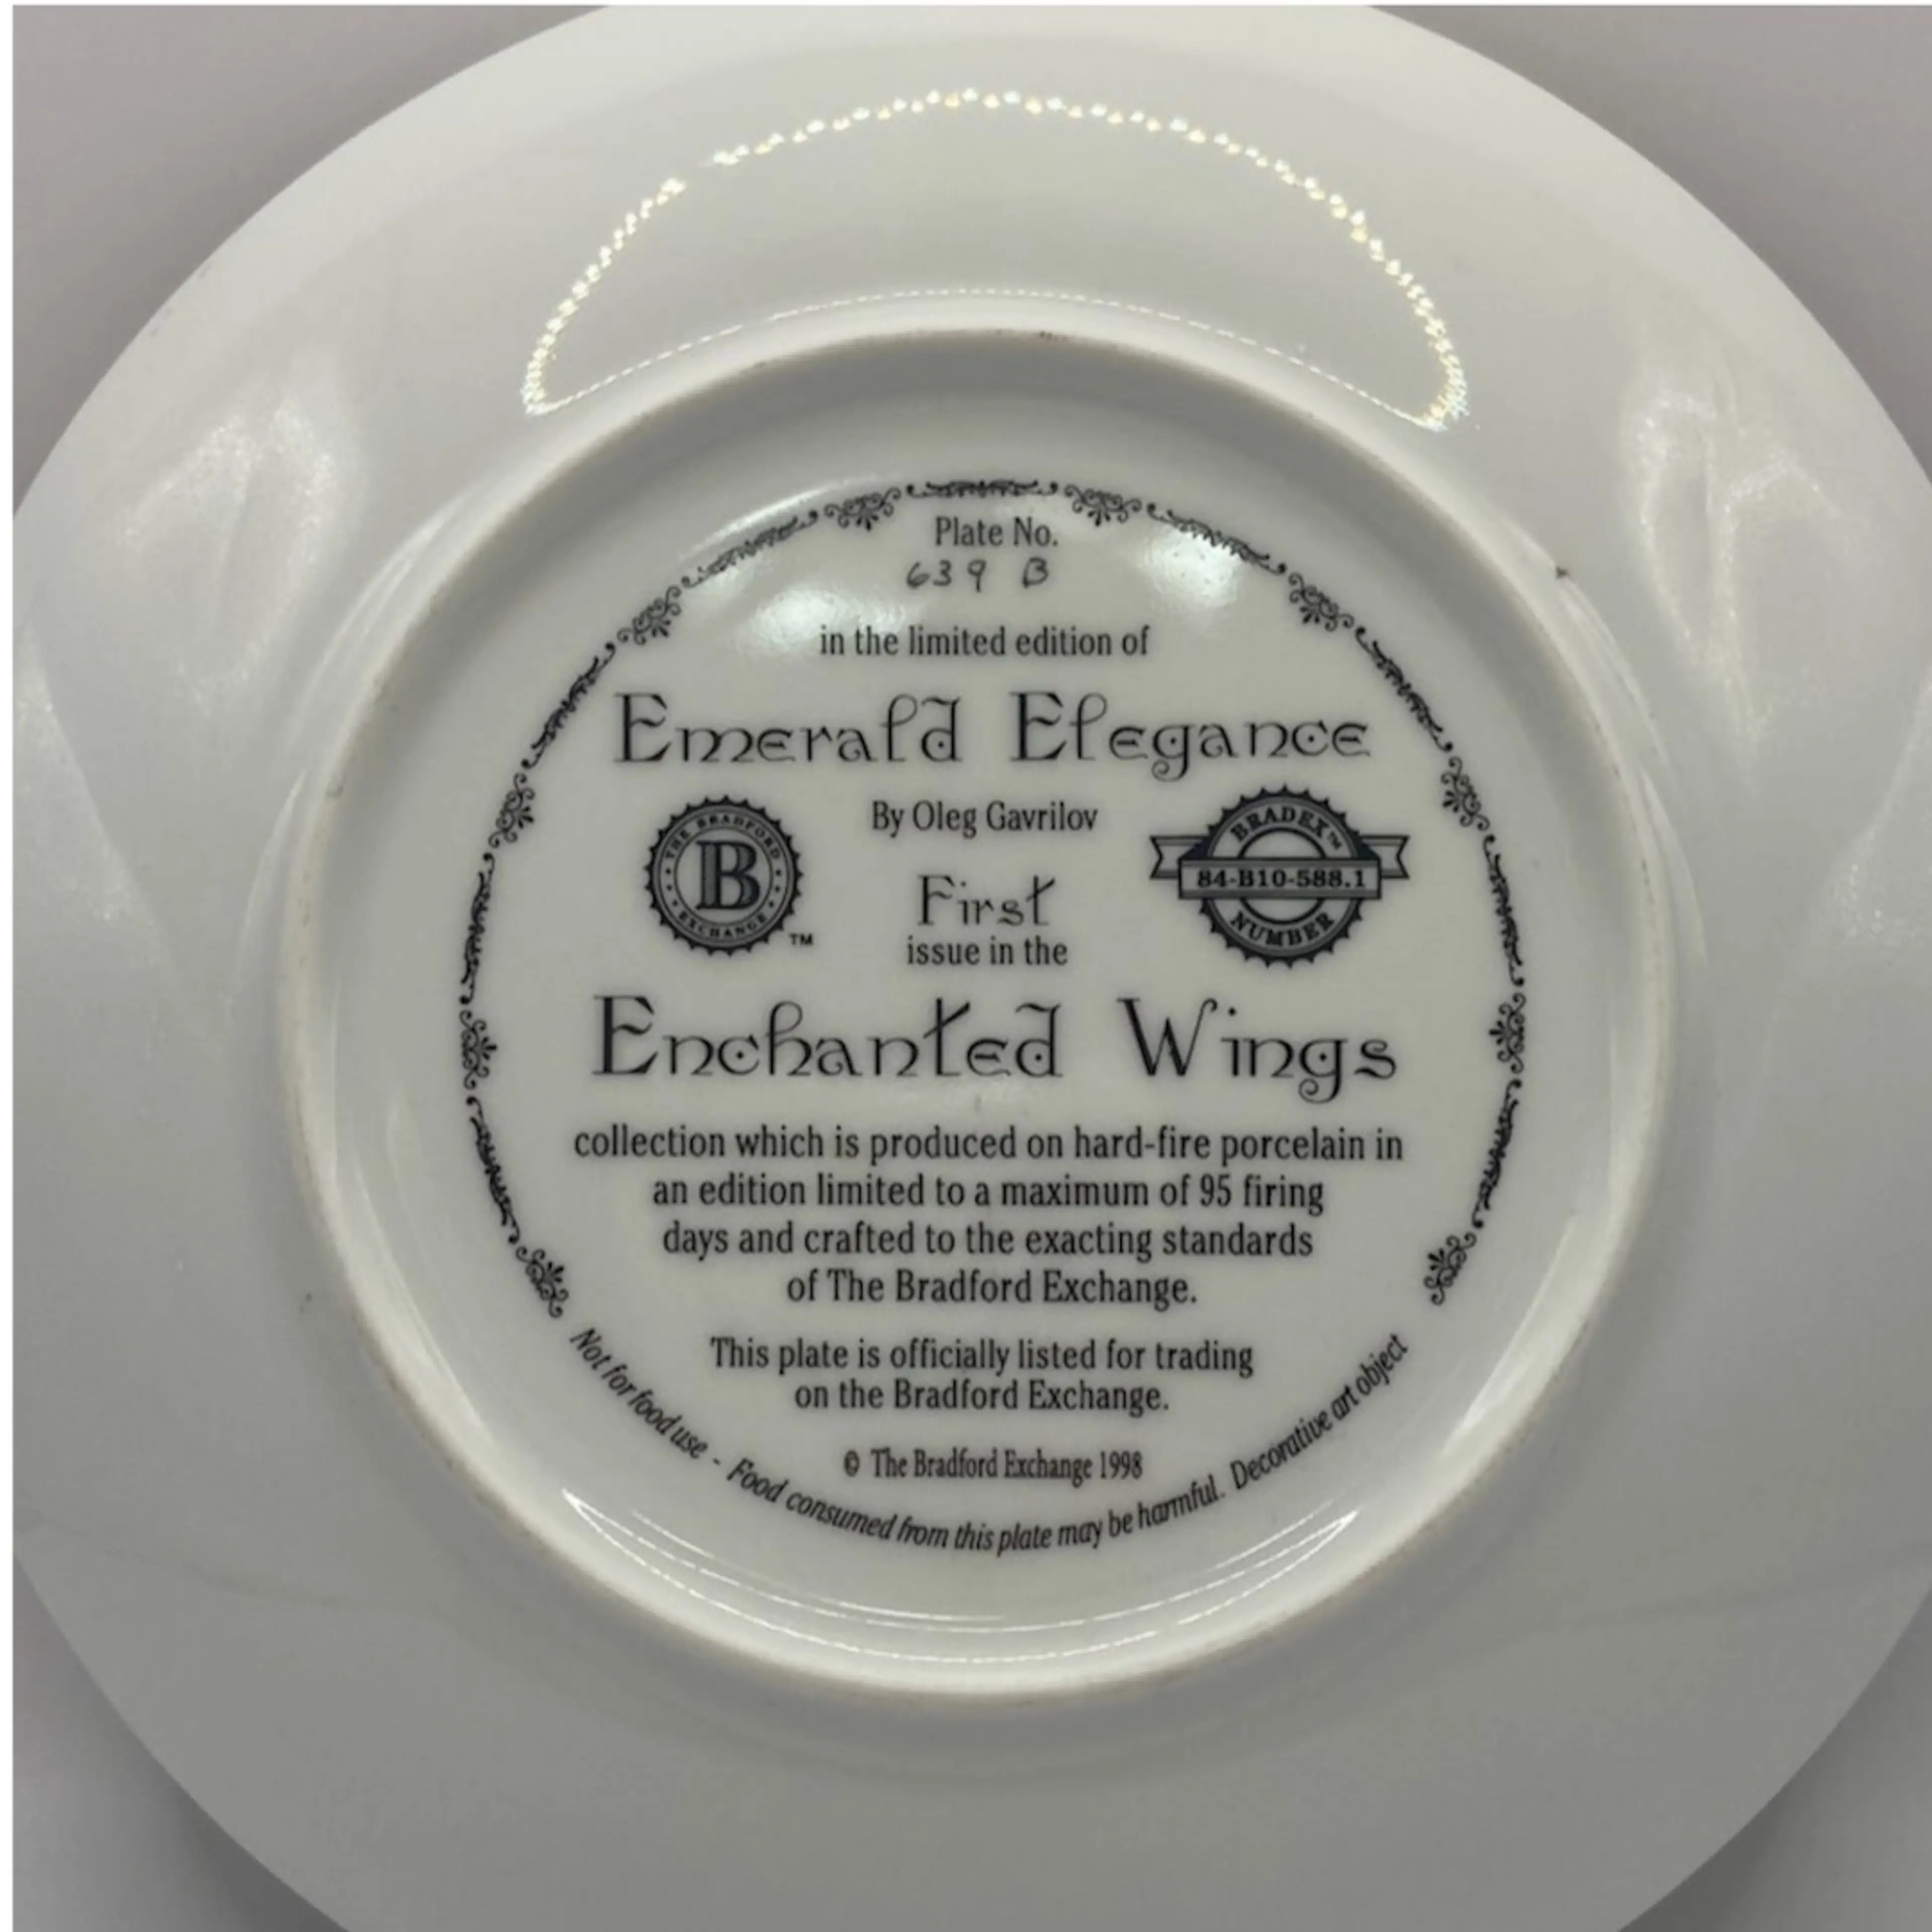 Plate No.
639 B
in the limited edition of
Emerald Elegance
By Oleg Gavrilov
THE BRADFORD
B
EXCHANGE
TM
BRADEX™
84-B10-588.1
NUMBER
First
issue in the
Enchanted Wings
collection which is produced on hard-fire porcelain in
an edition limited to a maximum of 95 firing
days and crafted to the exacting standards
of The Bradford Exchange.
This plate is officially listed for trading
on the Bradford Exchange.
© The Bradford Exchange 1998
Not for food use - Food consumed from this plate may be harmful. Decorative art object